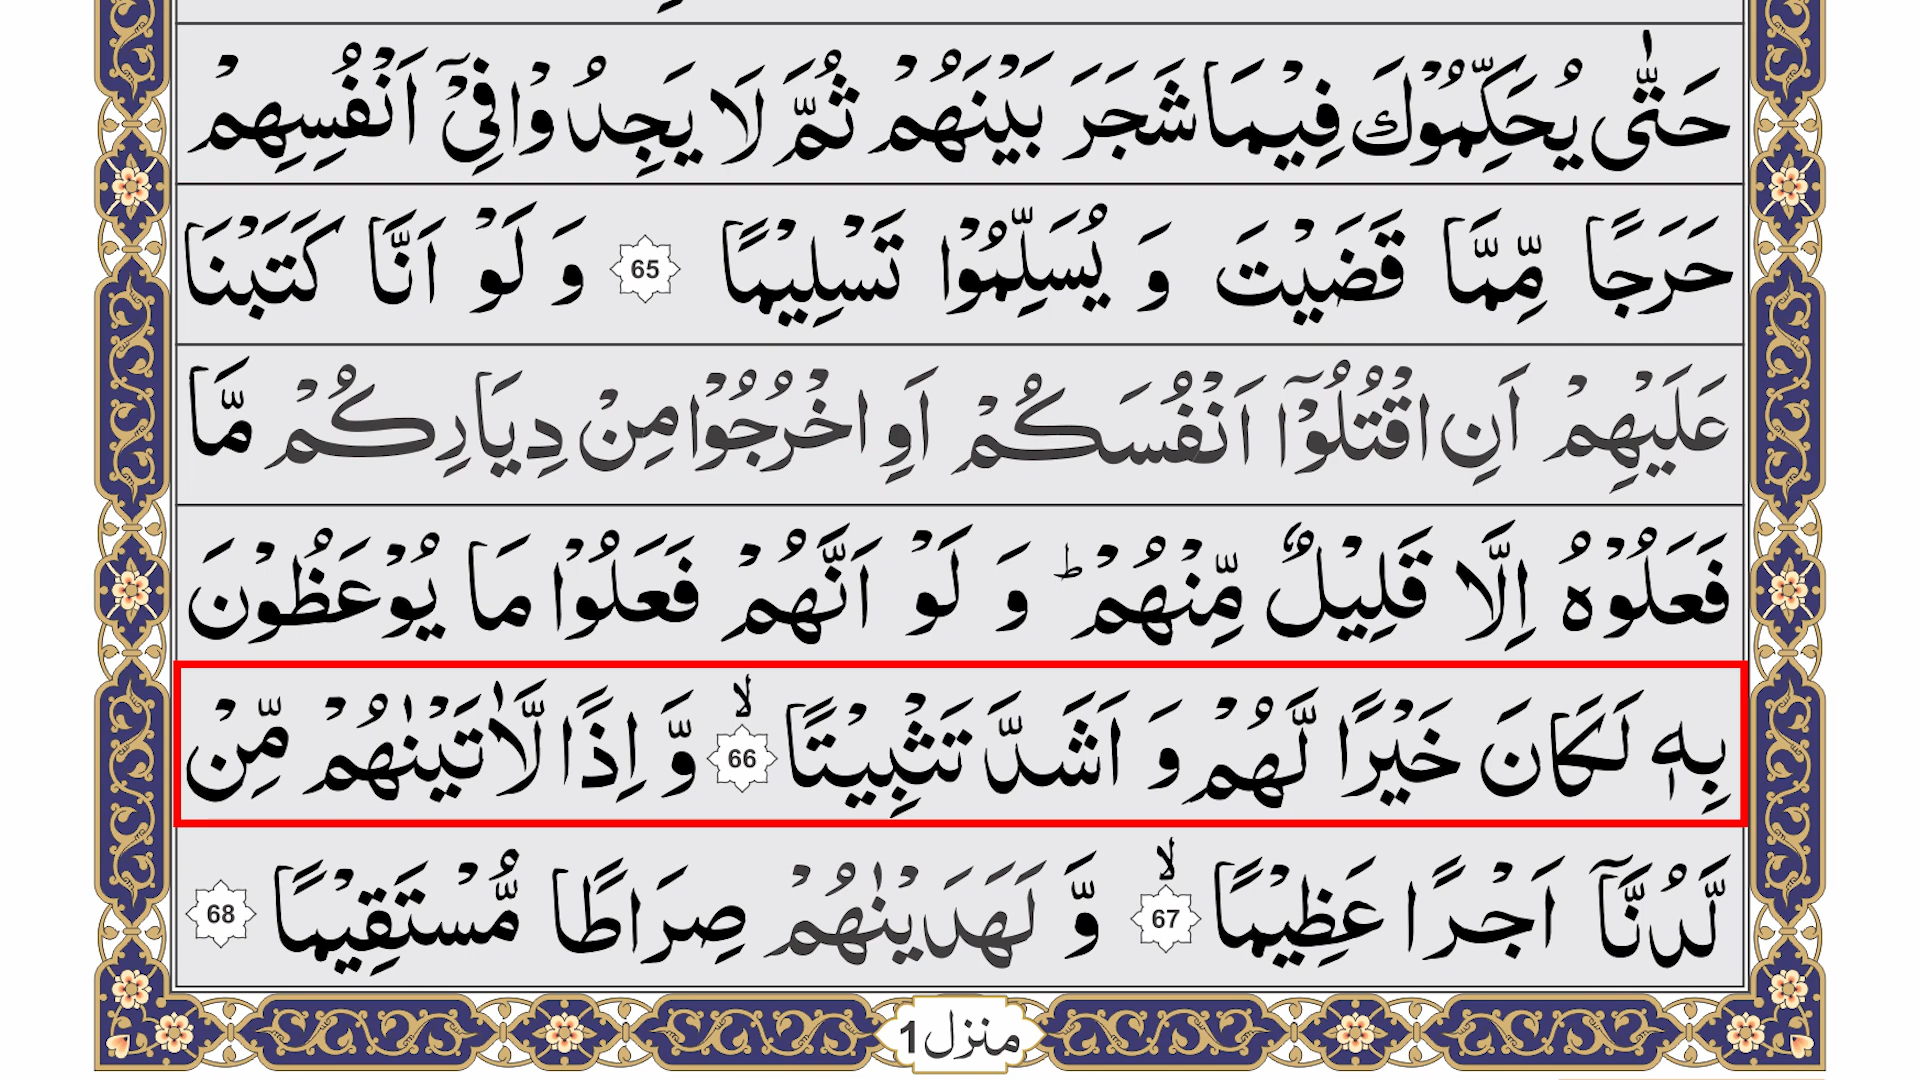 حَتّٰى يُحَكِّمُوْكَ فِيْمَا شَجَرَ بَيْنَهُمْ ثُمَّ لَا يَجِدُوْا فِيْۤ اَنْفُسِهِمْ
حَرَجًا مِّمَّا قَضَيْتَ وَ يُسَلِّمُوْا تَسْلِيْمًا 65 وَ لَوْ اَنَّا كَتَبْنَا
عَلَيْهِمْ اَنِ اقْتُلُوْۤا اَنْفُسَكُمْ اَوِ اخْرُجُوْا مِنْ دِيَارِكُمْ مَّا
فَعَلُوْهُ اِلَّا قَلِيْلٌ مِّنْهُمْؕ وَ لَوْ اَنَّهُمْ فَعَلُوْا مَا يُوْعَظُوْنَ
بِهٖ لَكَانَ خَيْرًا لَّهُمْ وَ اَشَدَّ تَثْبِيْتًا ۙ 66 وَّ اِذًا لَّاٰتَيْنٰهُمْ مِّنْ
لَّدُنَّاۤ اَجْرًا عَظِيْمًا ۙ 67 وَّ لَهَدَيْنٰهُمْ صِرَاطًا مُّسْتَقِيْمًا 68
منزل 1